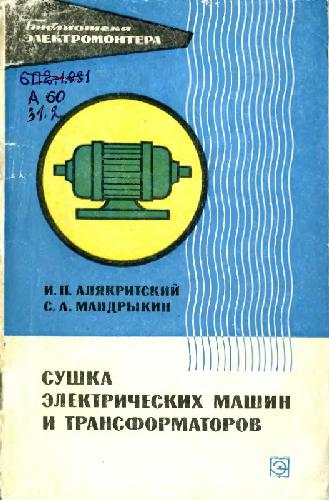 Библиотека
ЭЛЕКТРОМОНТЕРА
6П2.1.081
А 60
31.2
И. П. АЛЯКРИТСКИЙ
С. А. МАНДРЫКИН
СУШКА
ЭЛЕКТРИЧЕСКИХ МАШИН
И ТРАНСФОРМАТОРОВ